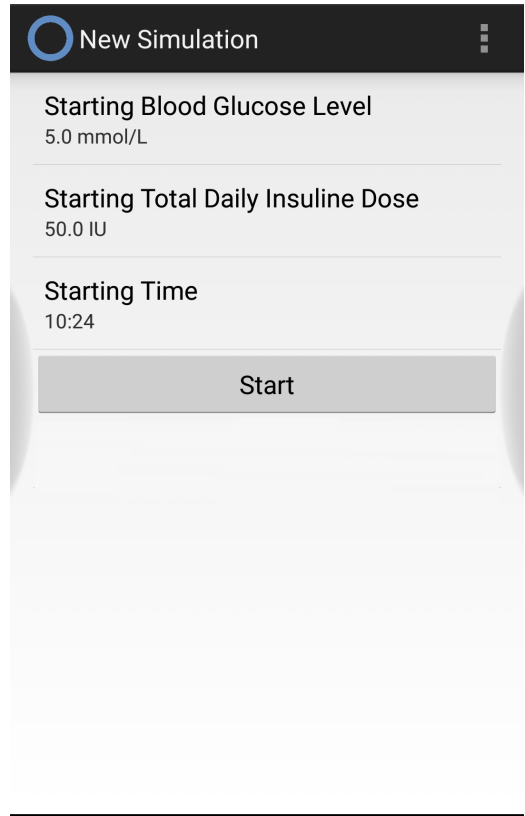 New Simulation
Starting Blood Glucose Level
5.0 mmol/L
Starting Total Daily Insuline Dose
50.0 IU
Starting Time
10:24
Start